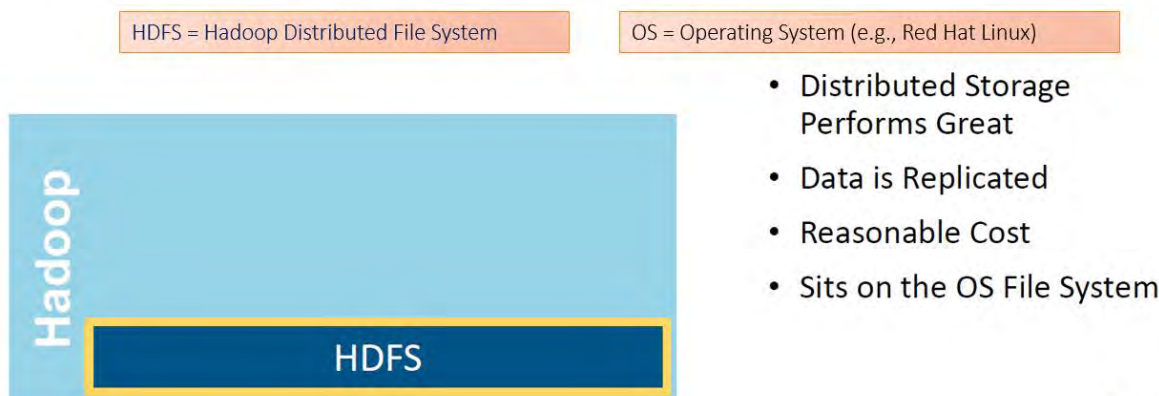 HDFS = Hadoop Distributed File System
OS = Operating System (e.g., Red Hat Linux)
• Distributed Storage
Performs Great
• Data is Replicated
• Reasonable Cost
• Sits on the OS File System
Hadoop
HDFS